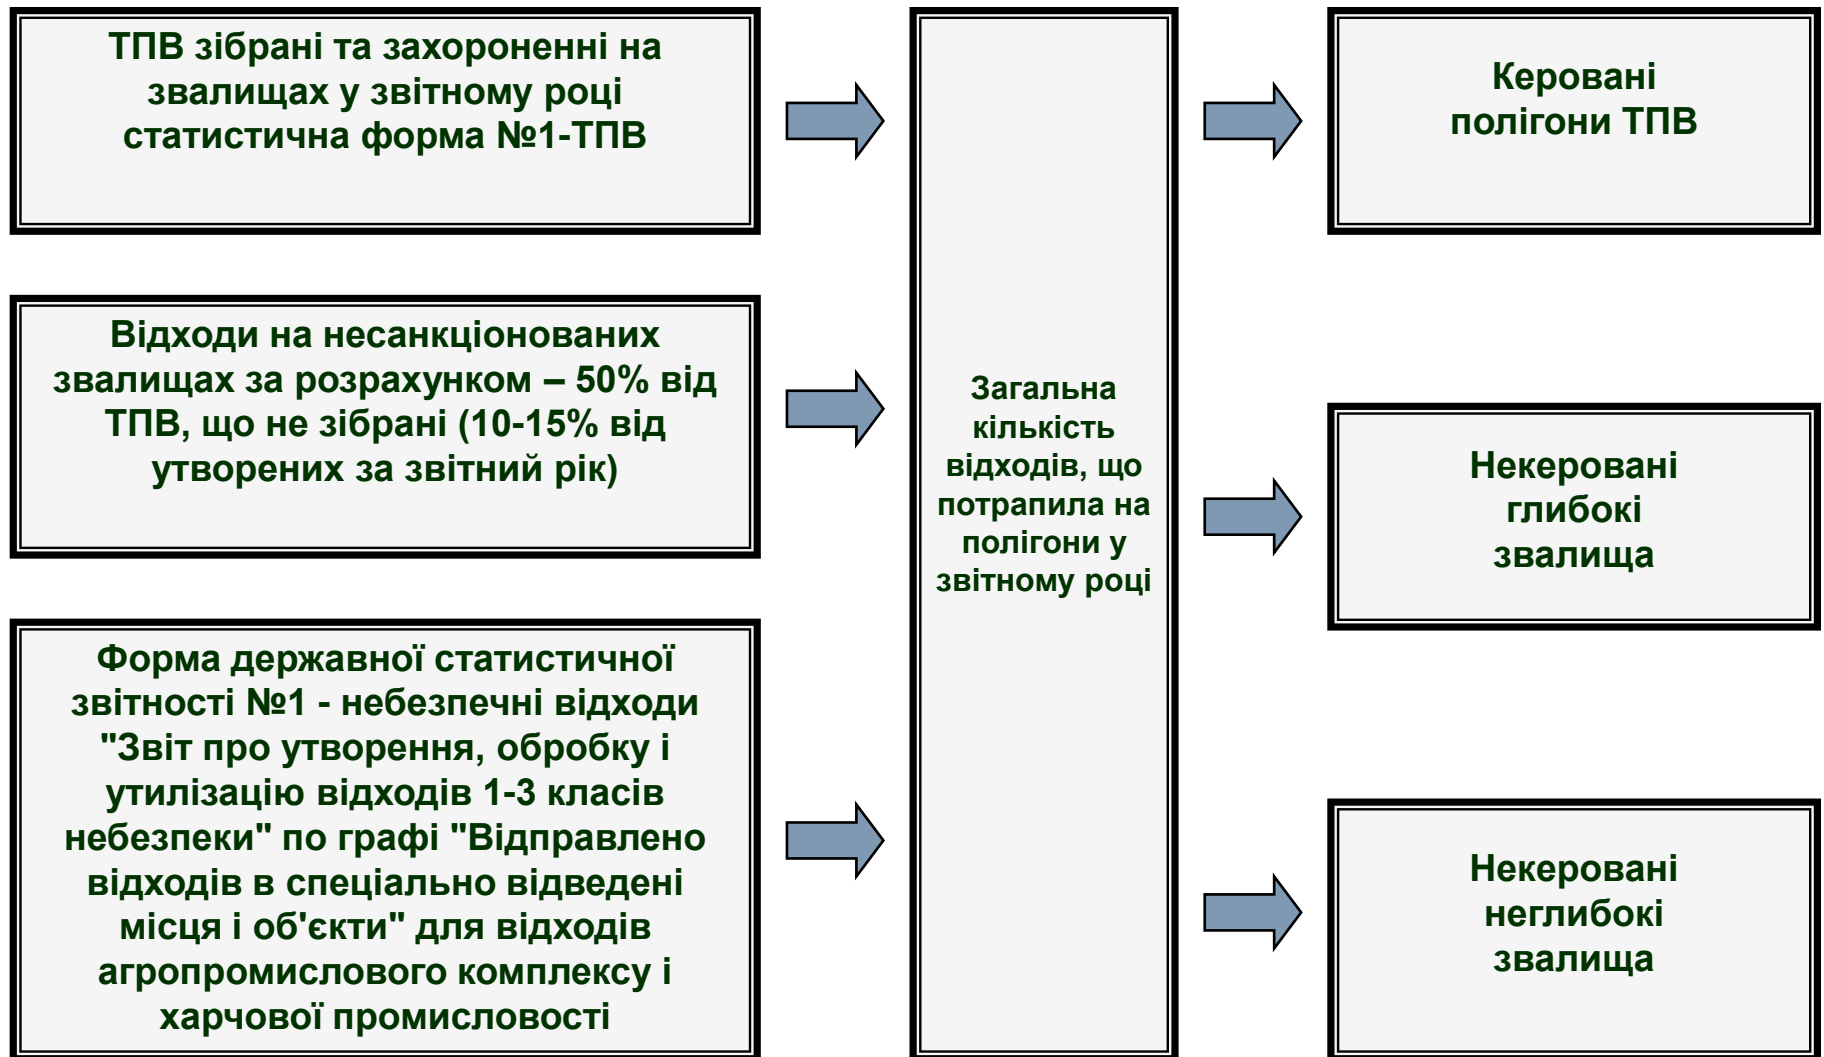 ТПВ зібрані та захороненні на
звалищах у звітному році
статистична форма №1-ТПВ
Відходи на несанкціонованих
звалищах за розрахунком – 50% від
ТПВ, що не зібрані (10-15% від
утворених за звітний рік)
Форма державної статистичної
звітності №1 - небезпечні відходи
"Звіт про утворення, обробку і
утилізацію відходів 1-3 класів
небезпеки" по графі "Відправлено
відходів в спеціально відведені
місця і об'єкти" для відходів
агропромислового комплексу і
харчової промисловості
Загальна
кількість
відходів, що
потрапила на
полігони у
звітному році
Керовані
полігони ТПВ
Некеровані
глибокі
звалища
Некеровані
неглибокі
звалища